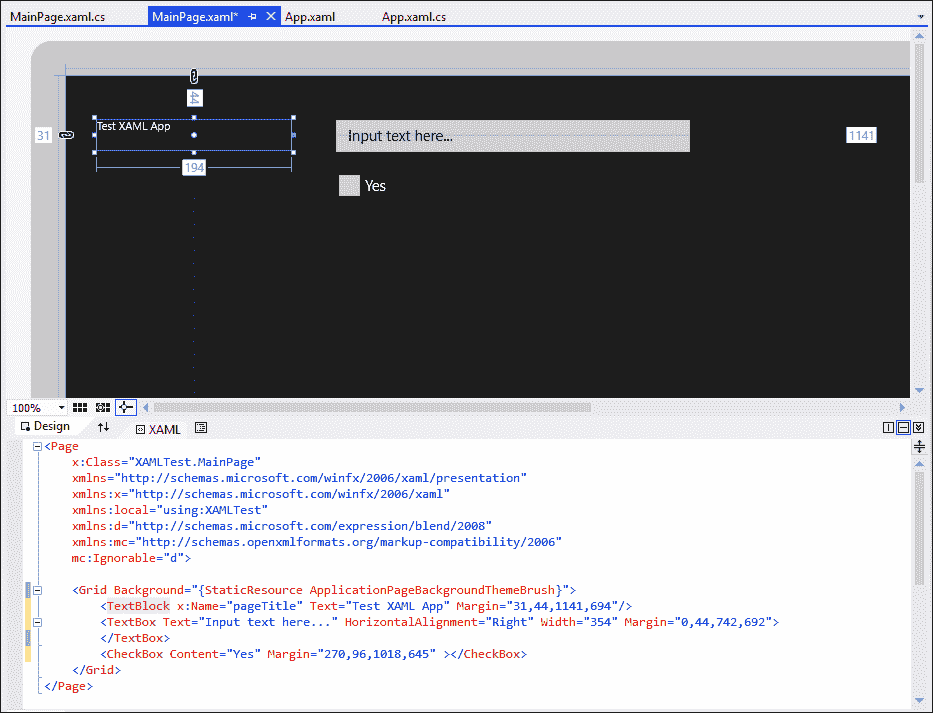 MainPage.xaml.cs MainPage.xaml* App.xaml App.xaml.cs
44
31 Test XAML App Input text here... 1141
194 Yes
100%
Design XAML
<Page
x:Class="XAMLTest.MainPage"
xmlns="http://schemas.microsoft.com/winfx/2006/xaml/presentation"
xmlns:x="http://schemas.microsoft.com/winfx/2006/xaml"
xmlns:local="using:XAMLTest"
xmlns:d="http://schemas.microsoft.com/expression/blend/2008"
xmlns:mc="http://schemas.openxmlformats.org/markup-compatibility/2006"
mc:Ignorable="d">
<Grid Background="{StaticResource ApplicationPageBackgroundThemeBrush}">
<TextBlock x:Name="pageTitle" Text="Test XAML App" Margin="31,44,1141,694"/>
<TextBox Text="Input text here..." HorizontalAlignment="Right" Width="354" Margin="0,44,742,692">
</TextBox>
<CheckBox Content="Yes" Margin="270,96,1018,645" ></CheckBox>
</Grid>
</Page>